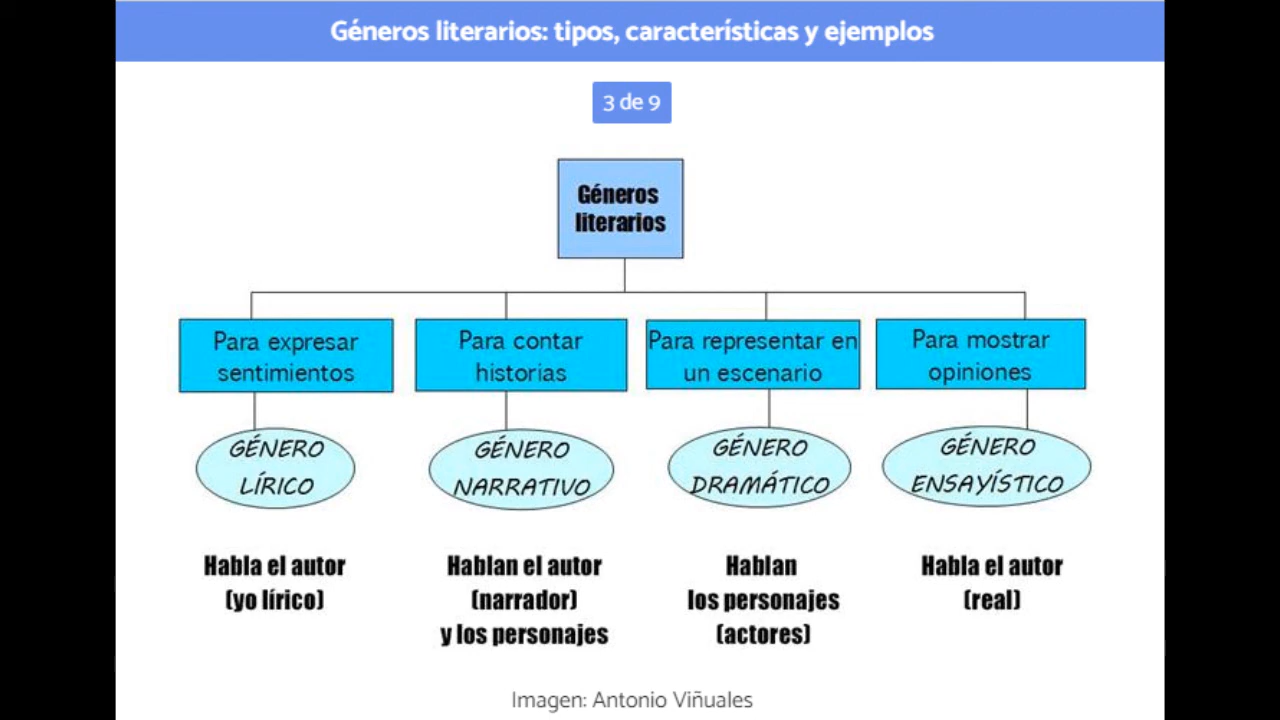 Géneros literarios: tipos, características y ejemplos
3 de 9
Géneros
literarios
Para expresar
sentimientos
Para contar
historias
Para representar en
un escenario
Para mostrar
opiniones
GÉNERO
LÍRICO
GÉNERO
NARRATIVO
GÉNERO
DRAMÁTICO
GÉNERO
ENSAYÍSTICO
Habla el autor
(yo lírico)
Hablan el autor
(narrador)
y los personajes
Hablan
los personajes
(actores)
Habla el autor
(real)
Imagen: Antonio Viñuales